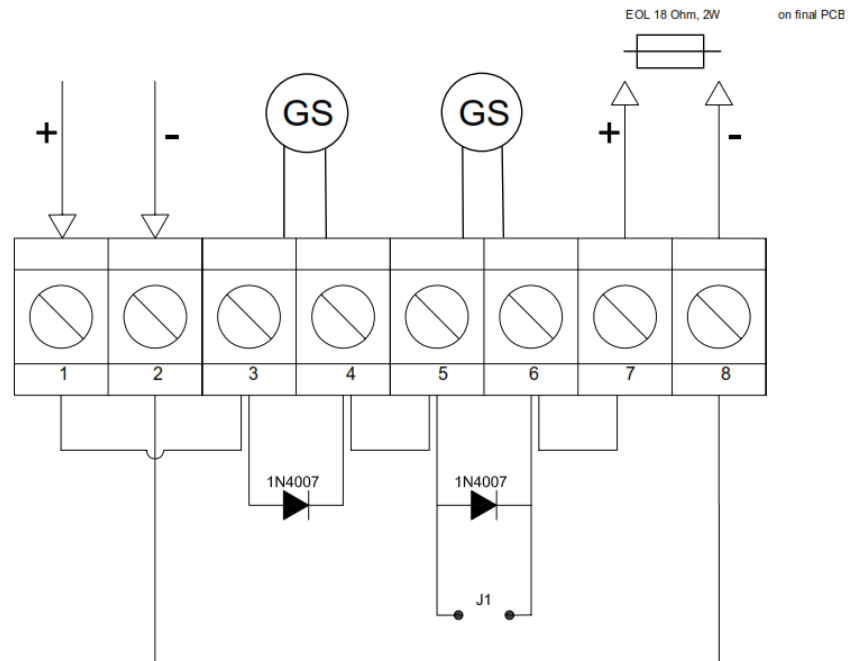 EOL 18 Ohm, 2W on final PCB
+ - GS GS + -
1 2 3 4 5 6 7 8
1N4007 1N4007
J1